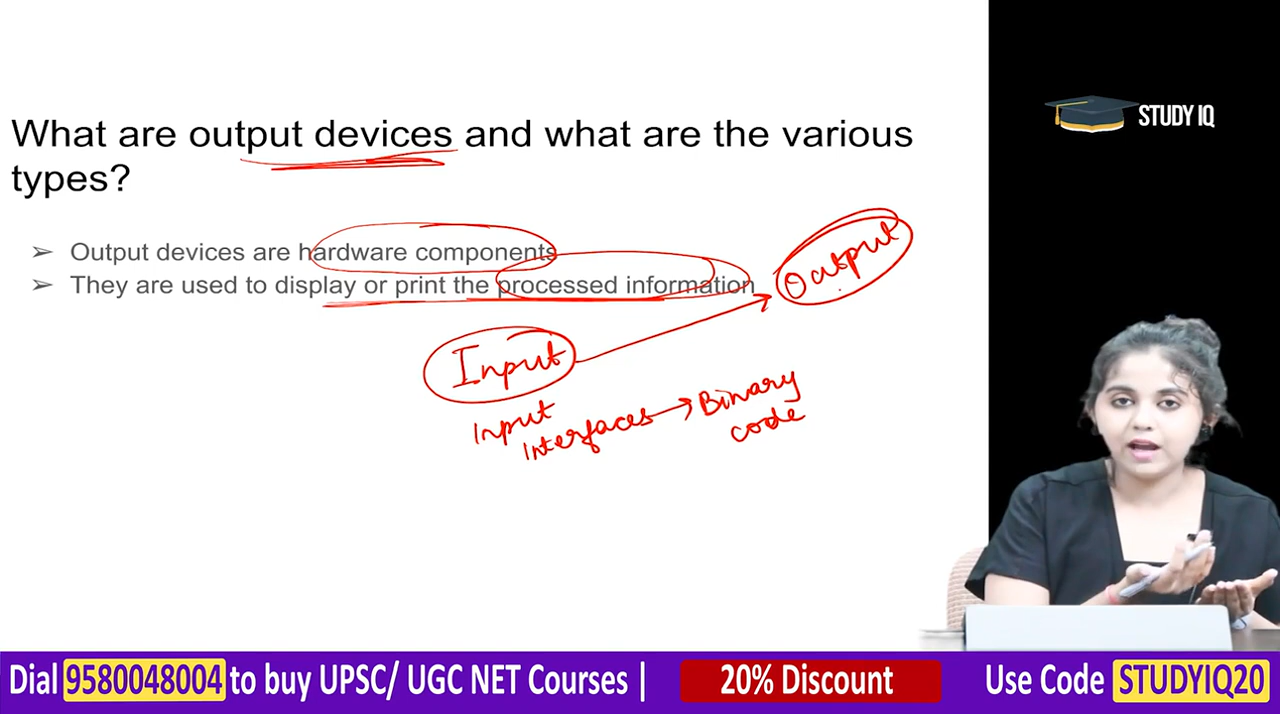 STUDY IQ
What are output devices and what are the various
types?
➢ Output devices are hardware components
➢ They are used to display or print the processed information
Output
Input
Input
Interfaces → Binary
code
Dial 9580048004 to buy UPSC/ UGC NET Courses | 20% Discount Use Code STUDYIQ20